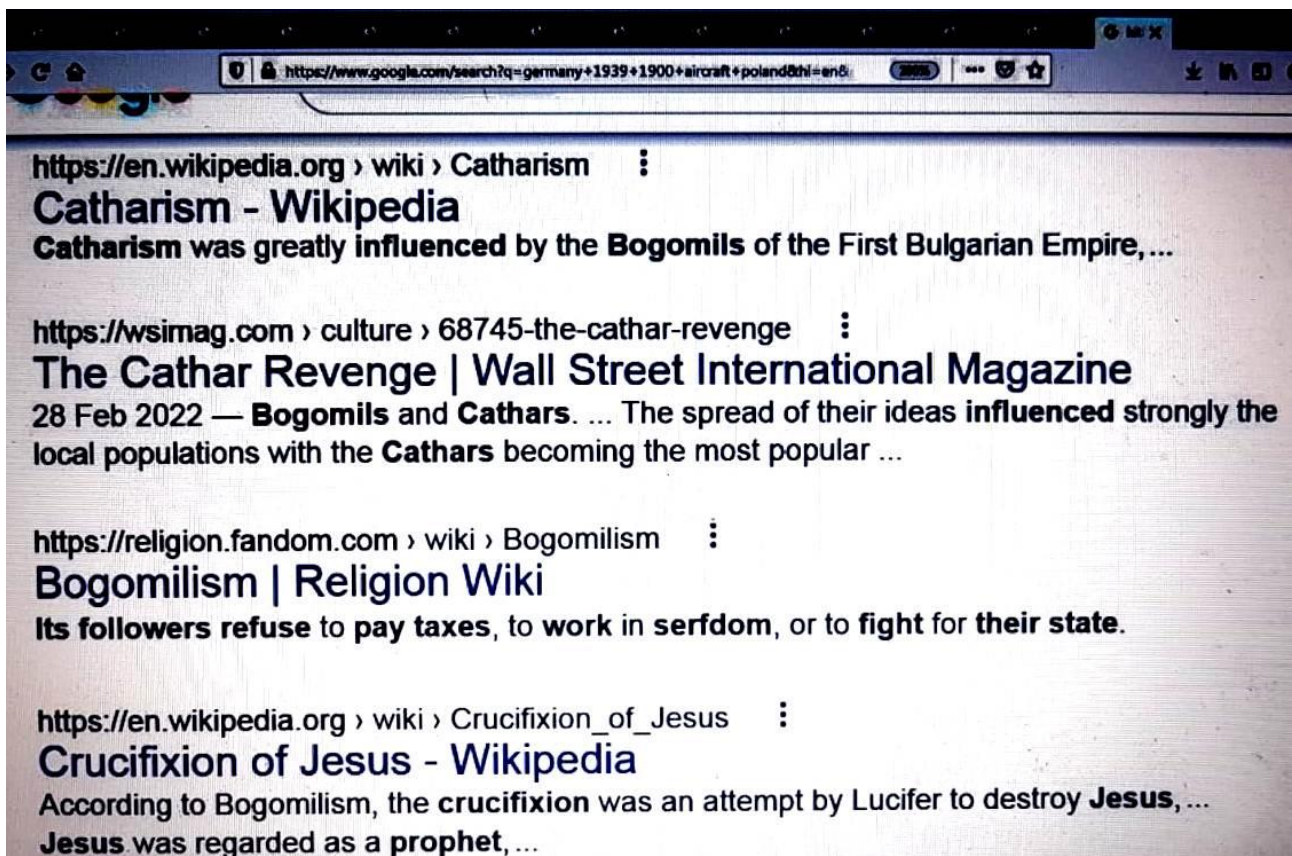 https://www.google.com/search?q=germany+1939+1900+aircraft+poland&hl=en&
https://en.wikipedia.org › wiki › Catharism
Catharism - Wikipedia
Catharism was greatly influenced by the Bogomils of the First Bulgarian Empire, ...
https://wsimag.com › culture › 68745-the-cathar-revenge
The Cathar Revenge | Wall Street International Magazine
28 Feb 2022 — Bogomils and Cathars. ... The spread of their ideas influenced strongly the
local populations with the Cathars becoming the most popular ...
https://religion.fandom.com › wiki › Bogomilism
Bogomilism | Religion Wiki
Its followers refuse to pay taxes, to work in serfdom, or to fight for their state.
https://en.wikipedia.org › wiki › Crucifixion_of_Jesus
Crucifixion of Jesus - Wikipedia
According to Bogomilism, the crucifixion was an attempt by Lucifer to destroy Jesus, ...
Jesus was regarded as a prophet, ...